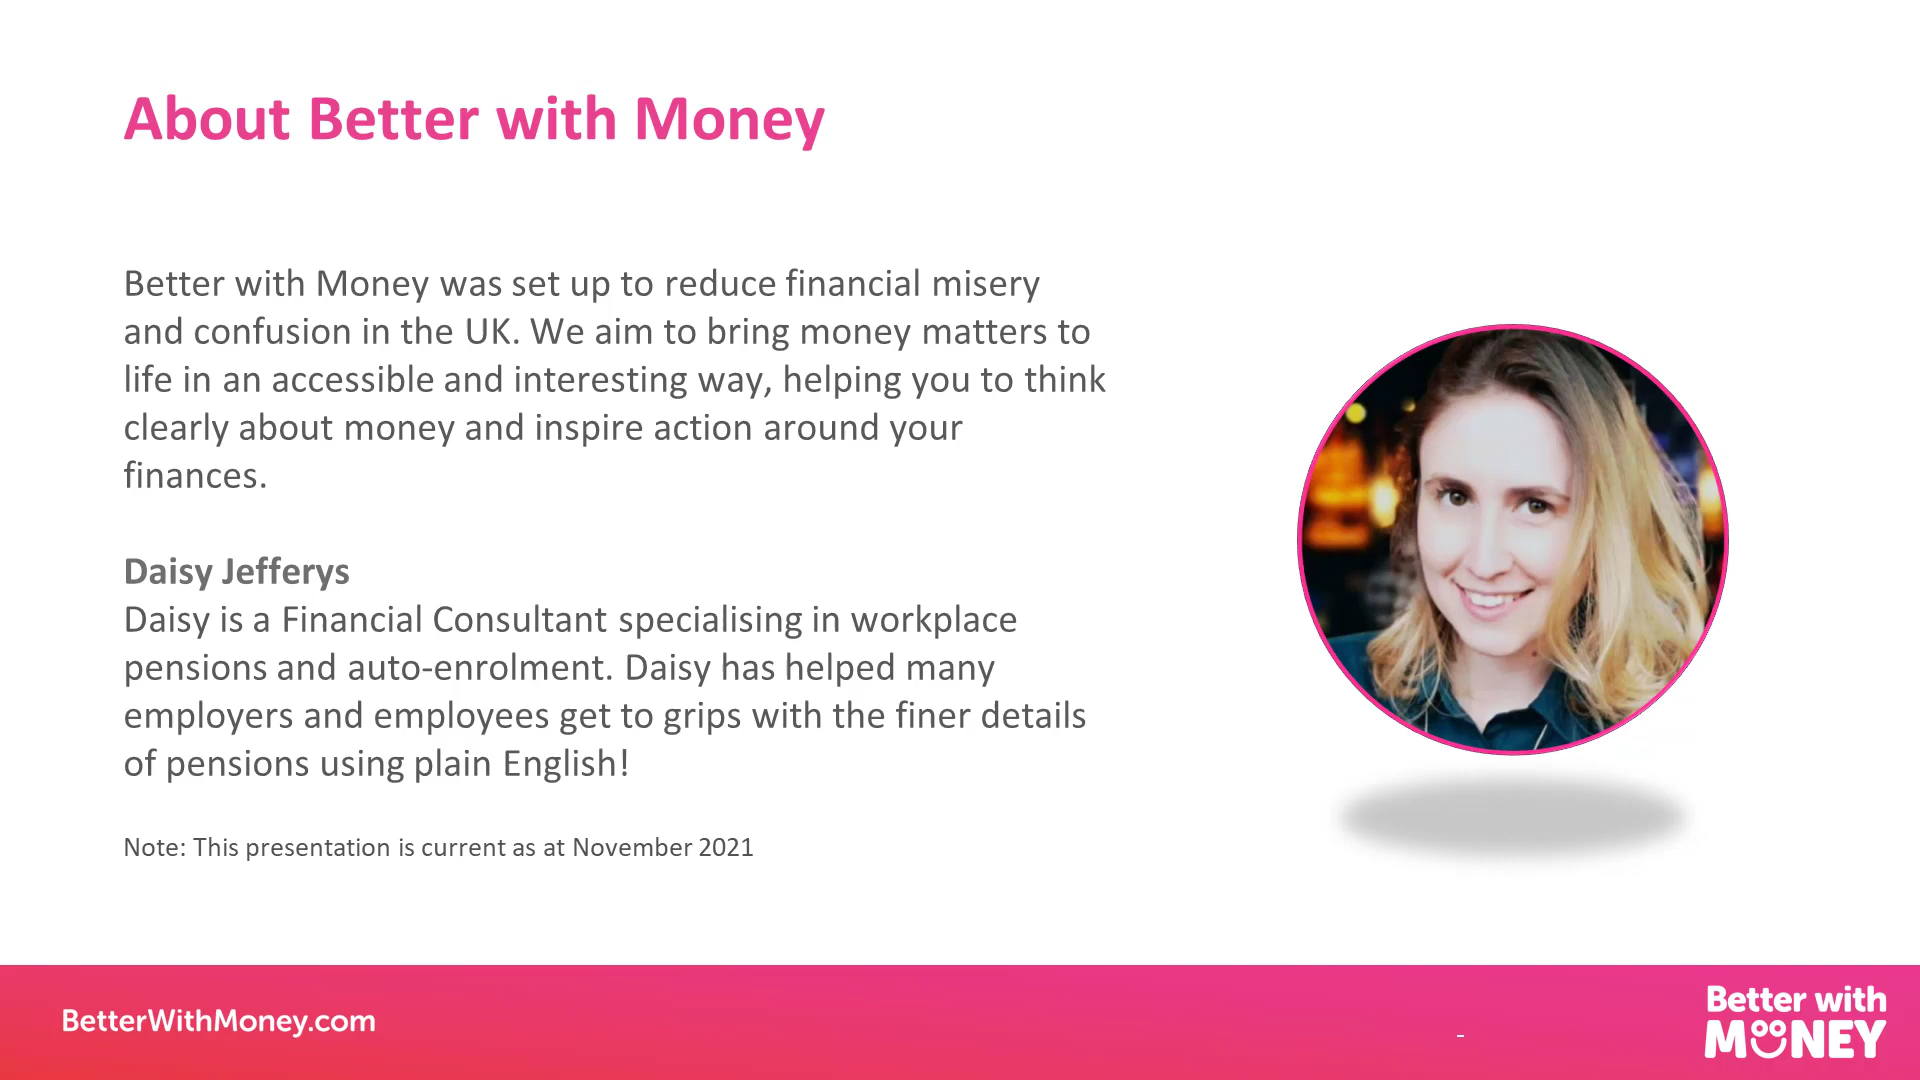 About Better with Money
Better with Money was set up to reduce financial misery
and confusion in the UK. We aim to bring money matters to
life in an accessible and interesting way, helping you to think
clearly about money and inspire action around your
finances.
Daisy Jefferys
Daisy is a Financial Consultant specialising in workplace
pensions and auto-enrolment. Daisy has helped many
employers and employees get to grips with the finer details
of pensions using plain English!
Note: This presentation is current as at November 2021
BetterWithMoney.com
-
Better with
MONEY